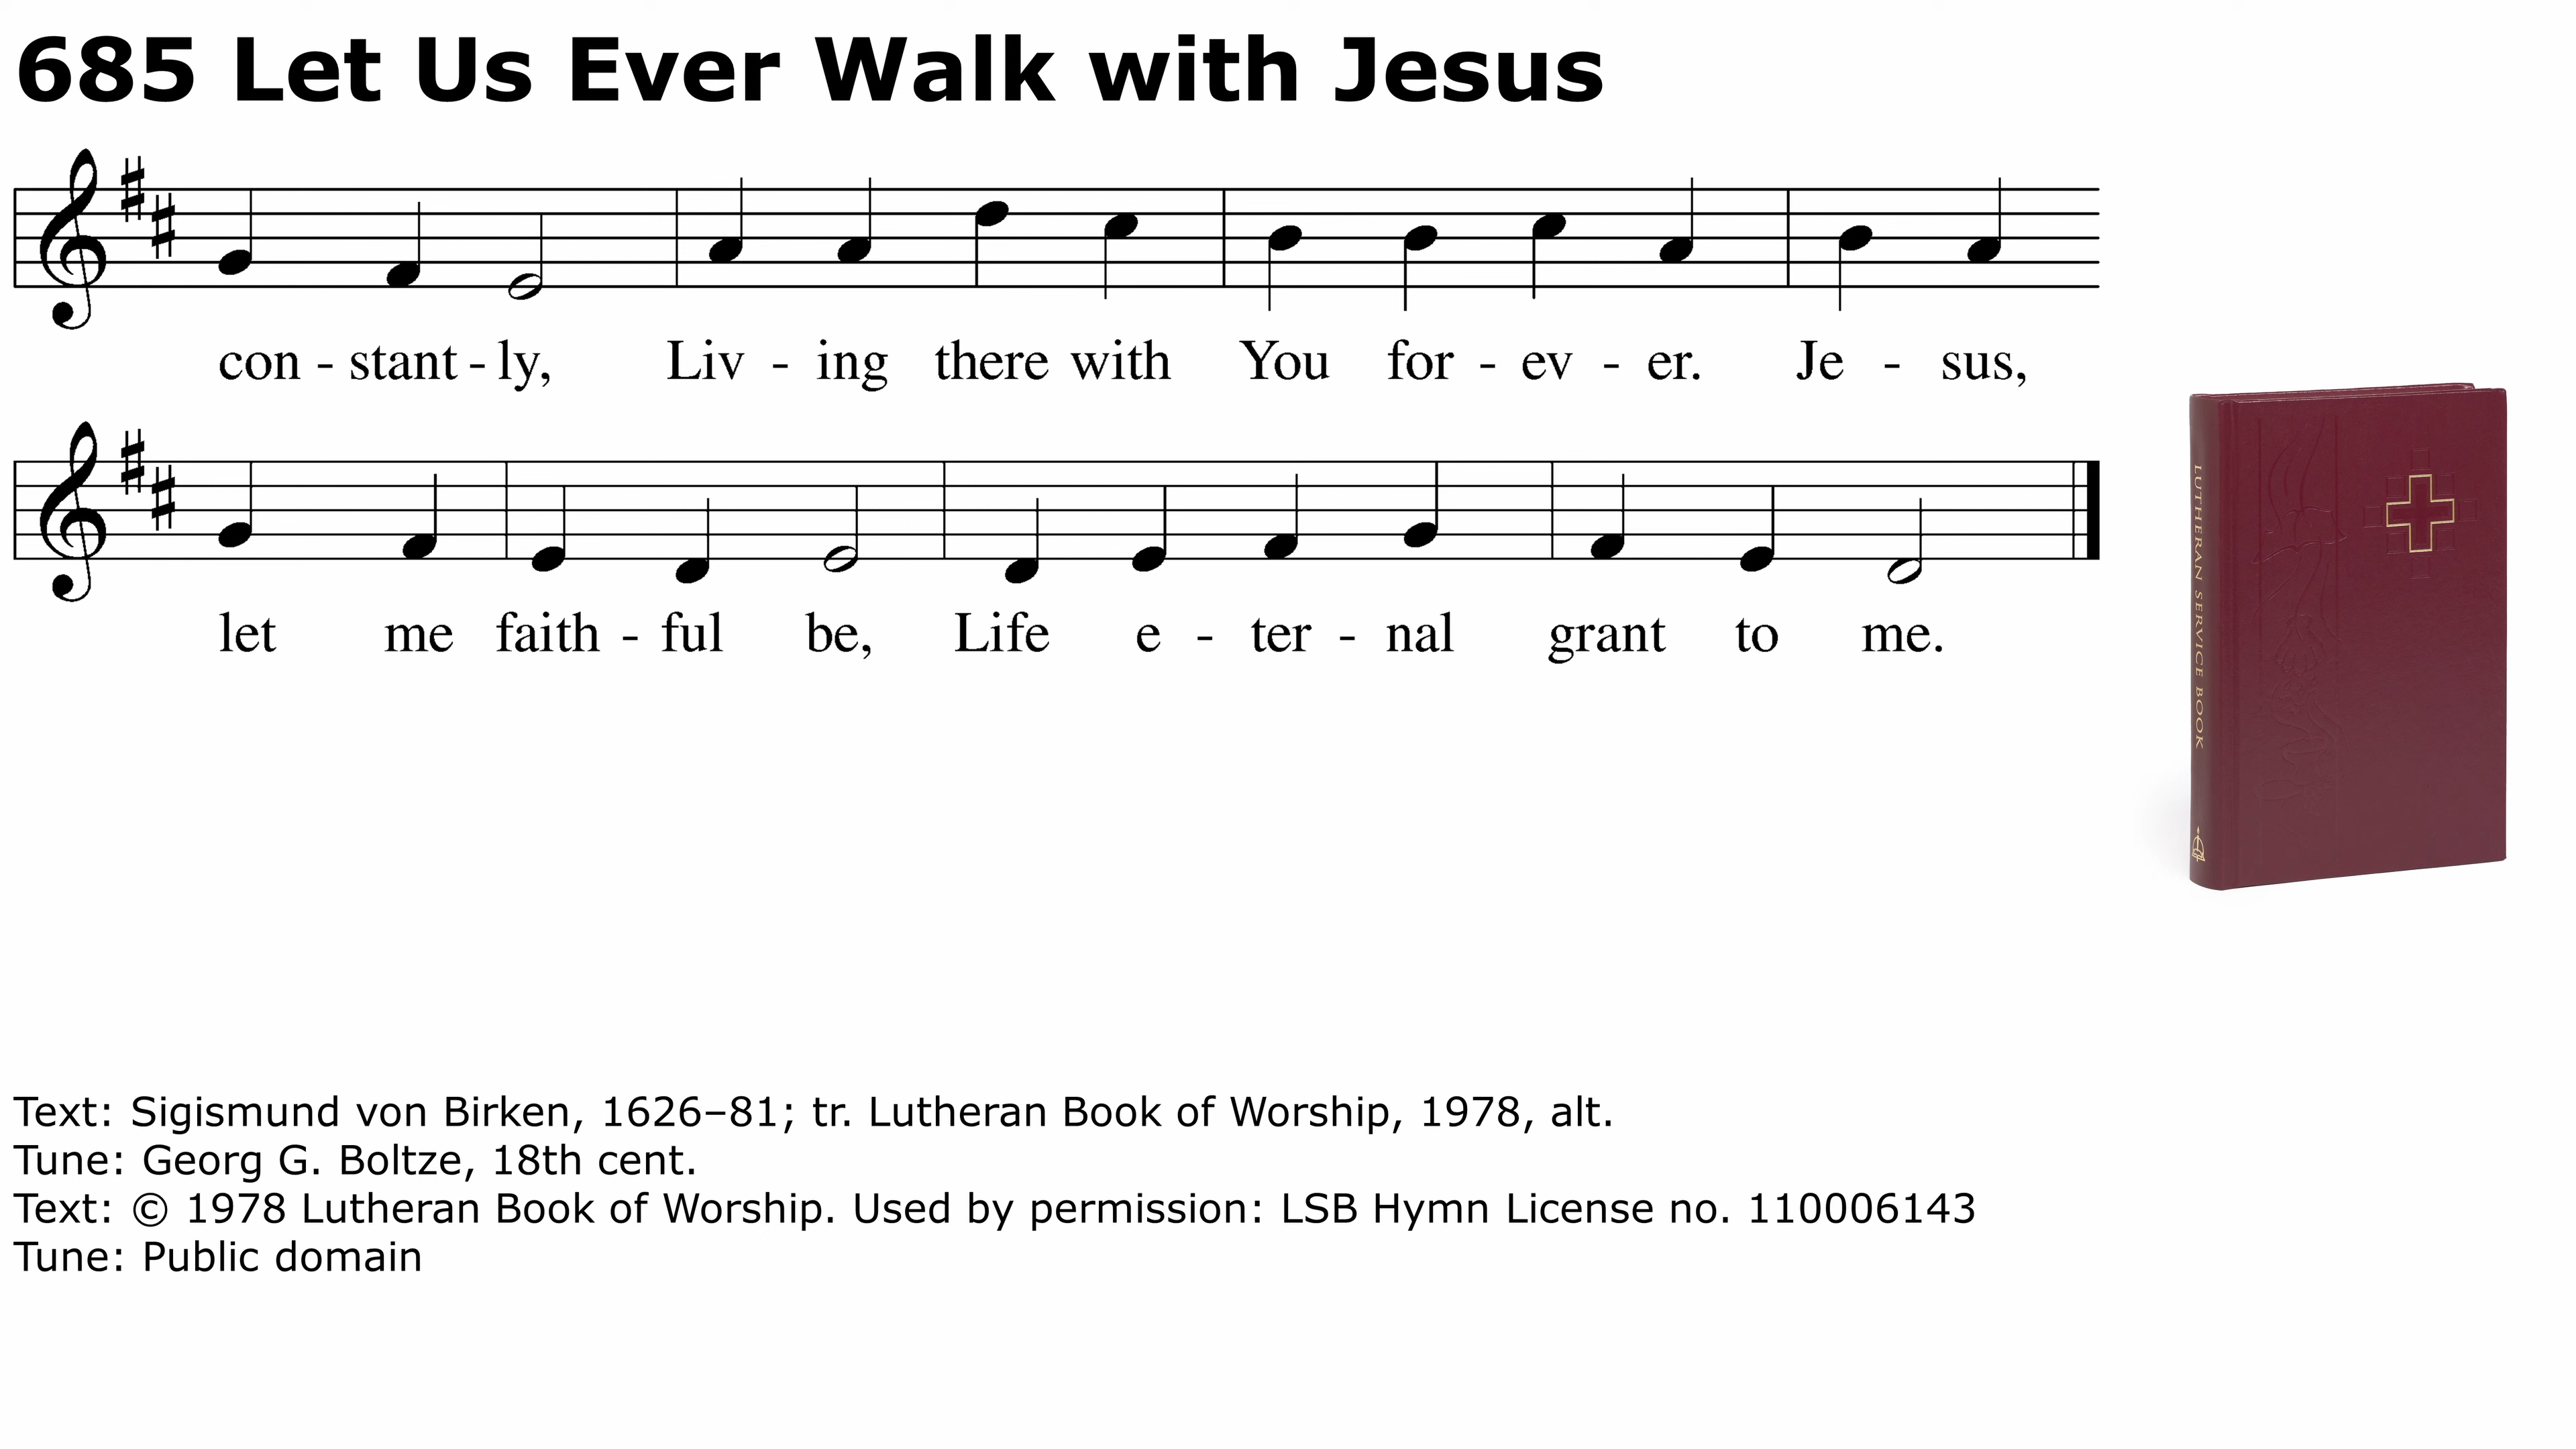 685 Let Us Ever Walk with Jesus
con - stant - ly, Liv - ing there with You for - ev - er. Je - sus,
let me faith - ful be, Life e - ter - nal grant to me.
LUTHERAN SERVICE BOOK
Text: Sigismund von Birken, 1626–81; tr. Lutheran Book of Worship, 1978, alt.
Tune: Georg G. Boltze, 18th cent.
Text: © 1978 Lutheran Book of Worship. Used by permission: LSB Hymn License no. 110006143
Tune: Public domain